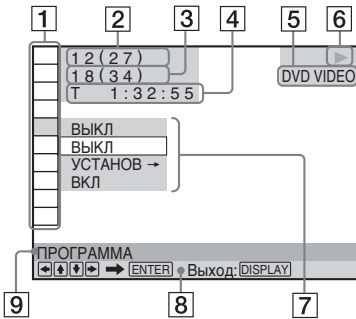 1 2 3 4 5 6
12(27)
18(34)
T 1:32:55
DVD VIDEO
ВЫКЛ
ВЫКЛ
УСТАНОВ →
ВКЛ
ПРОГРАММА
← ↑ ↓ → ➡ ENTER Выход: DISPLAY
9 8 7